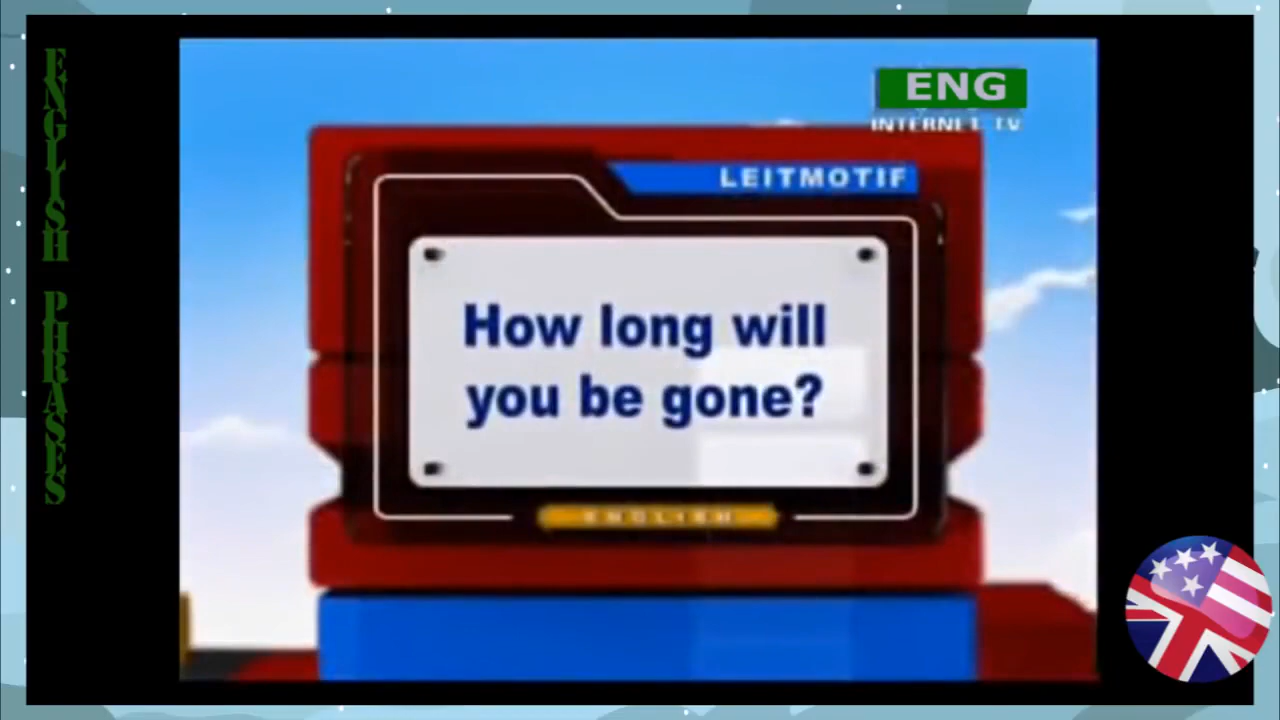 ENGLISH PHRASES
ENG
INTERNET TV
LEITMOTIF
How long will
you be gone?
ENGLISH